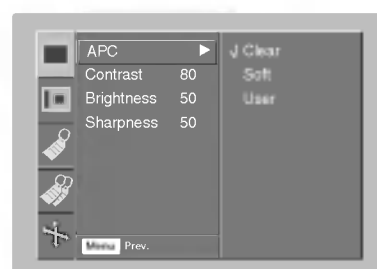 APC
Contrast 80
Brightness 50
Sharpness 50
Clear
Soft
User
Menu Prev.